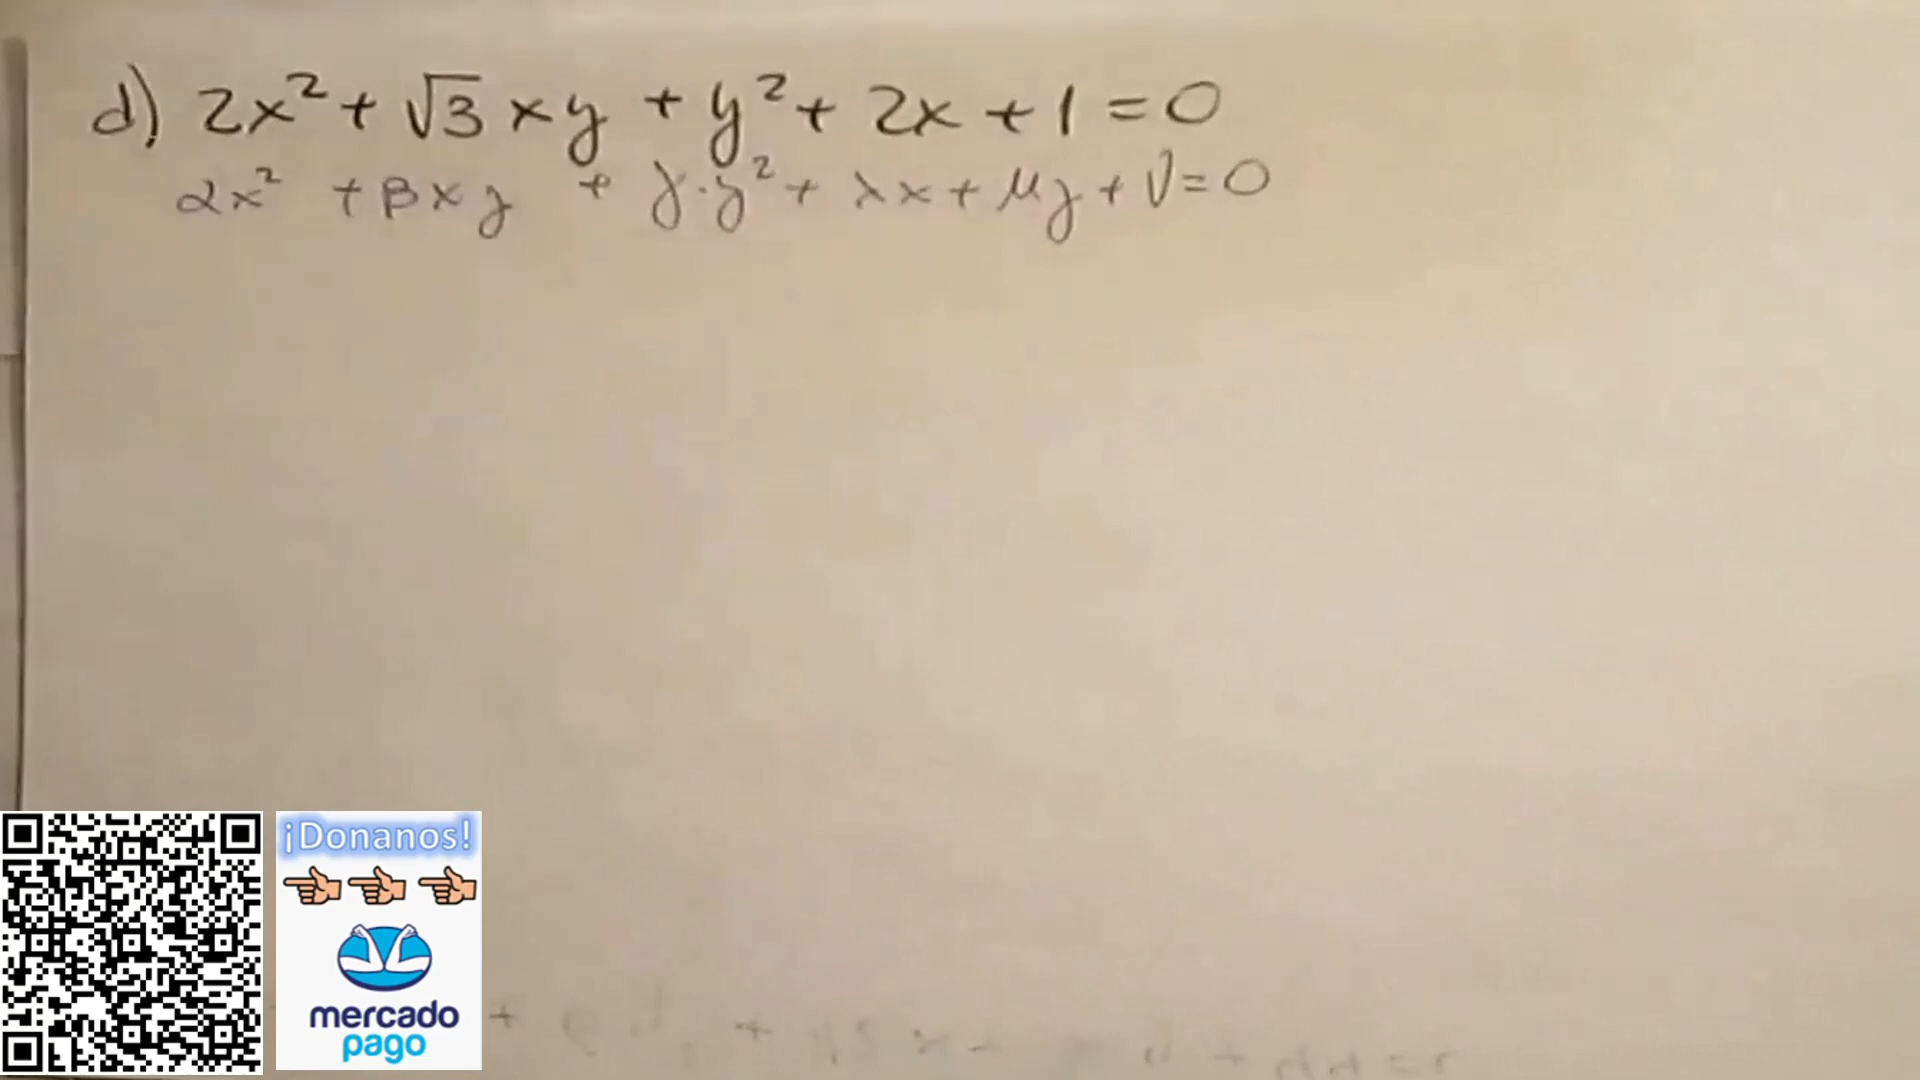 d) 2x² + √3 xy + y² + 2x + 1 = 0
αx² + βxy + γ·y² + λx + μy + ν = 0
¡Donanos!
mercado
pago